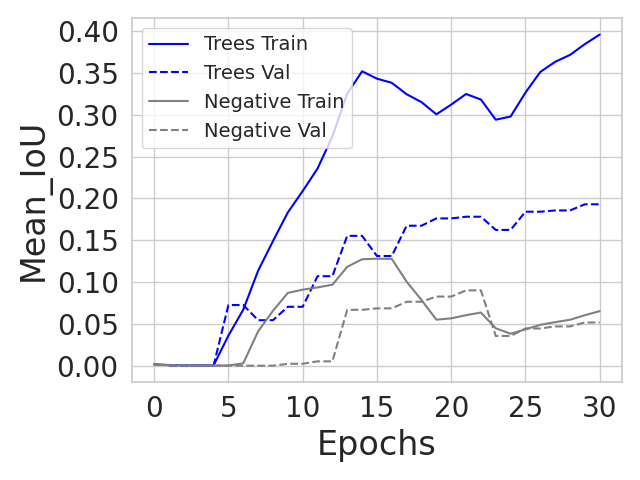 Trees Train
Trees Val
Negative Train
Negative Val
Mean_IoU
0.40
0.35
0.30
0.25
0.20
0.15
0.10
0.05
0.00
0 5 10 15 20 25 30
Epochs